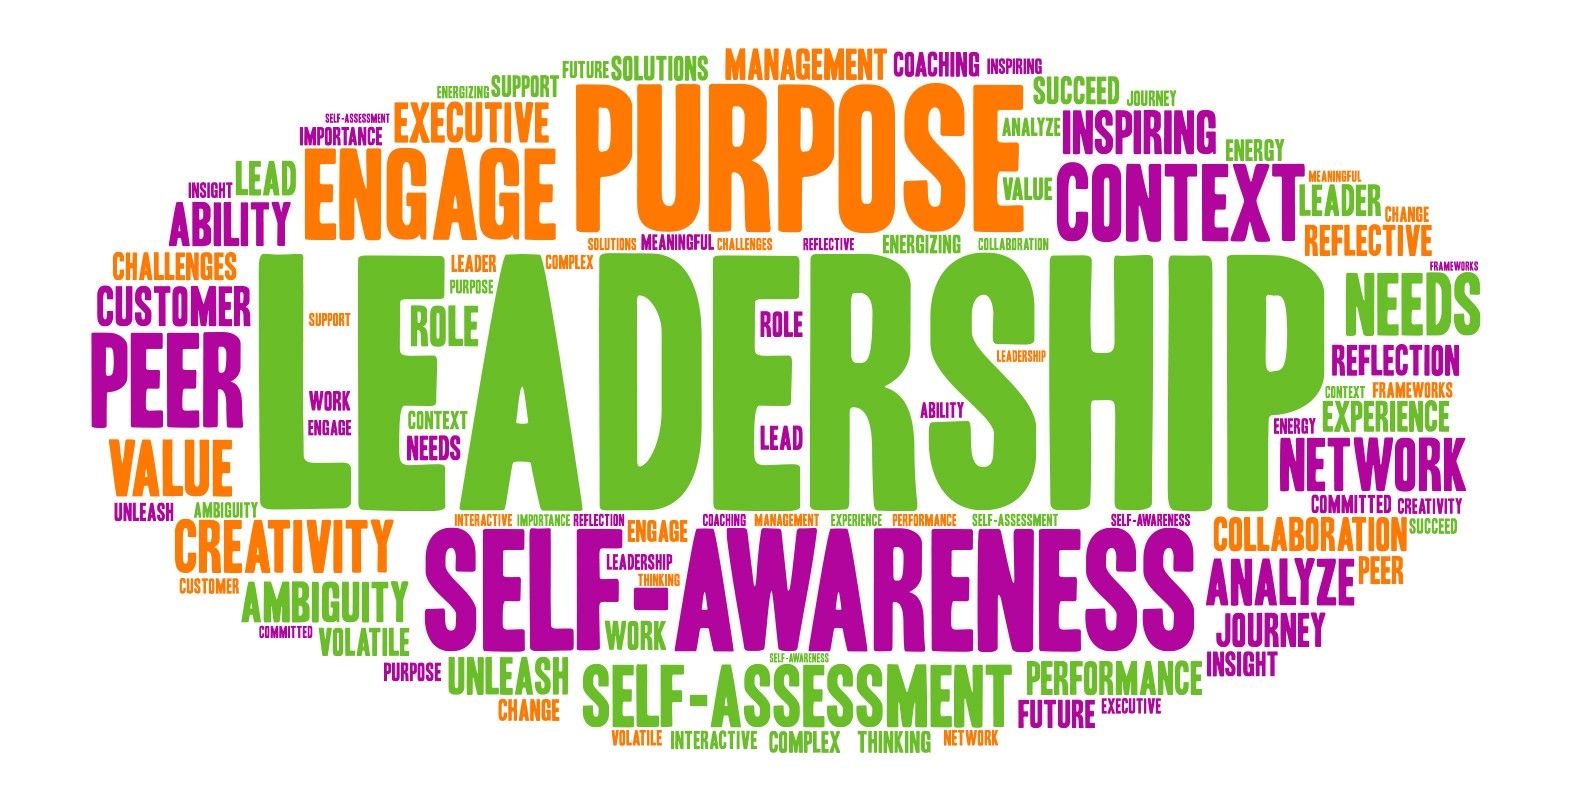 MANAGEMENT COACHING INSPIRING
FUTURE SOLUTIONS
ENERGIZING SUPPORT
SUCCEED JOURNEY
PURPOSE
SELF-ASSESSMENT
IMPORTANCE EXECUTIVE
ANALYZE INSPIRING
ENERGY
ENGAGE
INSIGHT LEAD
ABILITY
VALUE CONTEXT
MEANINGFUL
LEADER CHANGE
REFLECTIVE
SOLUTIONS MEANINGFUL CHALLENGES REFLECTIVE ENERGIZING COLLABORATION
CHALLENGES
LEADER COMPLEX
PURPOSE
FRAMEWORKS
CUSTOMER
SUPPORT
ROLE
ROLE
NEEDS
LEADERSHIP
PEER
LEADERSHIP
REFLECTION
WORK
ENGAGE
CONTEXT
NEEDS
LEAD
ABILITY
CONTEXT FRAMEWORKS
ENERGY EXPERIENCE
VALUE
NETWORK
UNLEASH AMBIGUITY
COMMITTED CREATIVITY
INTERACTIVE IMPORTANCE REFLECTION ENGAGE COACHING MANAGEMENT EXPERIENCE PERFORMANCE SELF-ASSESSMENT SELF-AWARENESS
CREATIVITY
COLLABORATION SUCCEED
LEADERSHIP
THINKING
SELF-AWARENESS
CUSTOMER AMBIGUITY
ANALYZE PEER
COMMITTED VOLATILE
WORK
JOURNEY
SELF-AWARENESS
PURPOSE UNLEASH
SELF-ASSESSMENT
PERFORMANCE INSIGHT
CHANGE
FUTURE EXECUTIVE
VOLATILE INTERACTIVE COMPLEX THINKING NETWORK